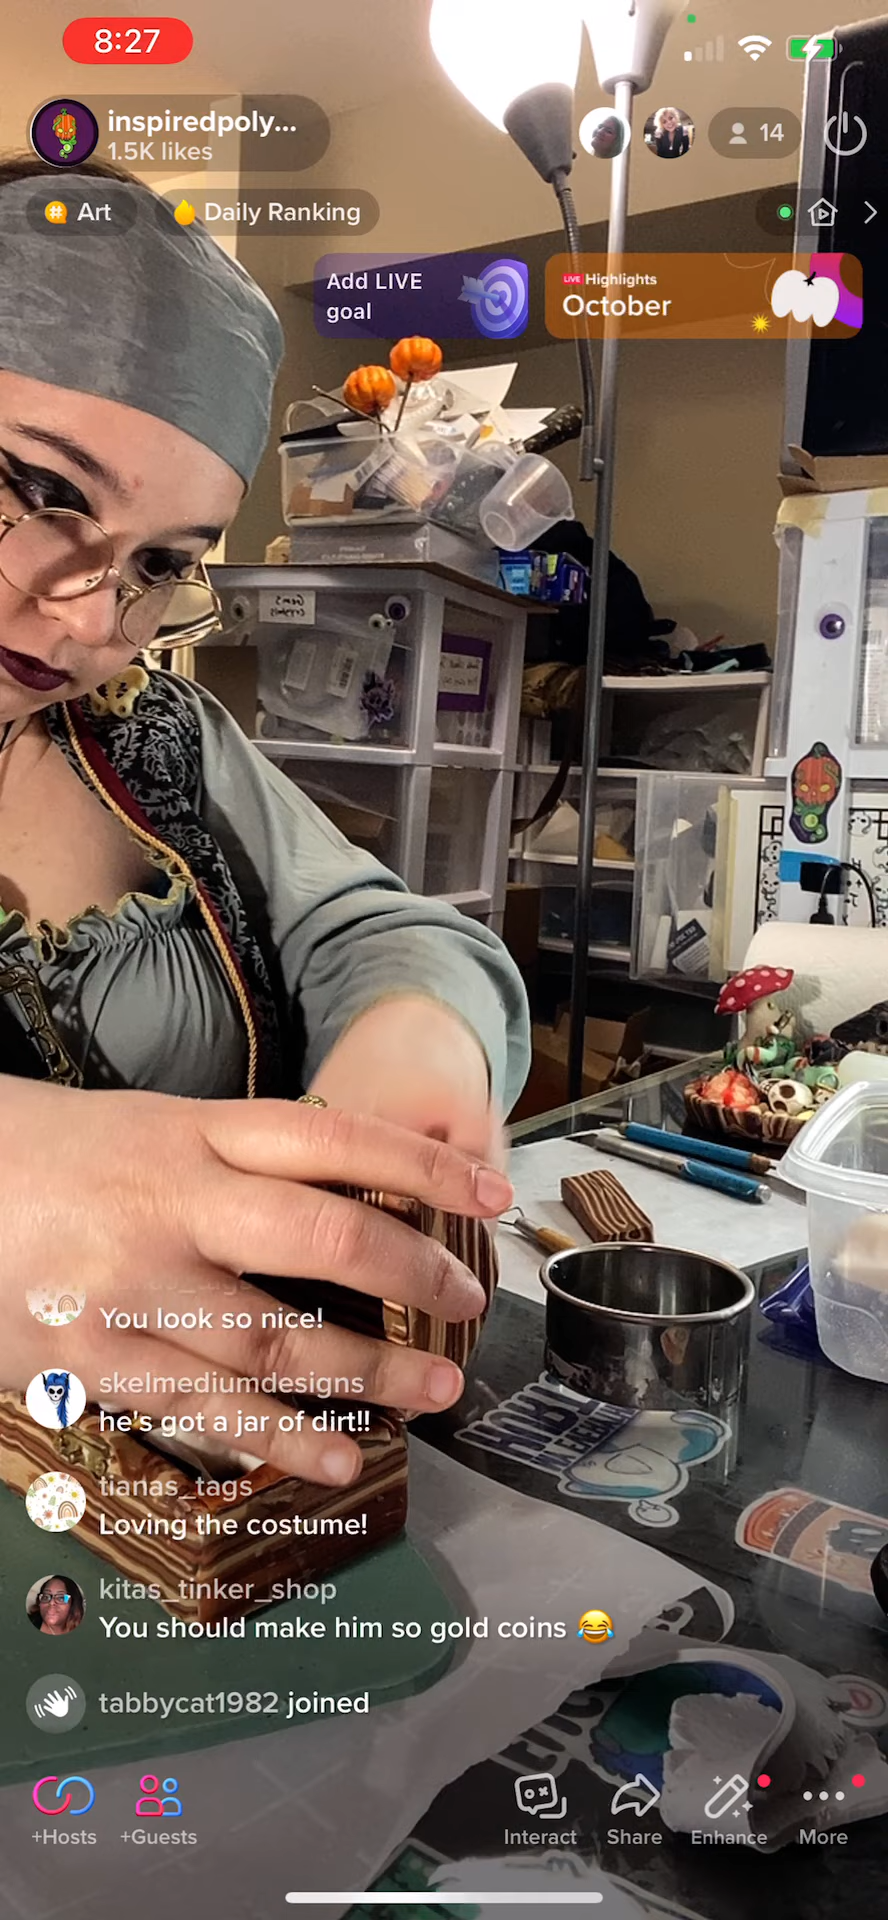 8:27
inspiredpoly...
1.5K likes
14
Art
Daily Ranking
Add LIVE
goal
LIVE Highlights
October
Gems
Crystals
You look so nice!
skelmediumdesigns
he's got a jar of dirt!!
tianas_tags
Loving the costume!
kitas_tinker_shop
You should make him so gold coins 😂
tabbycat1982 joined
+Hosts
+Guests
Interact
Share
Enhance
More